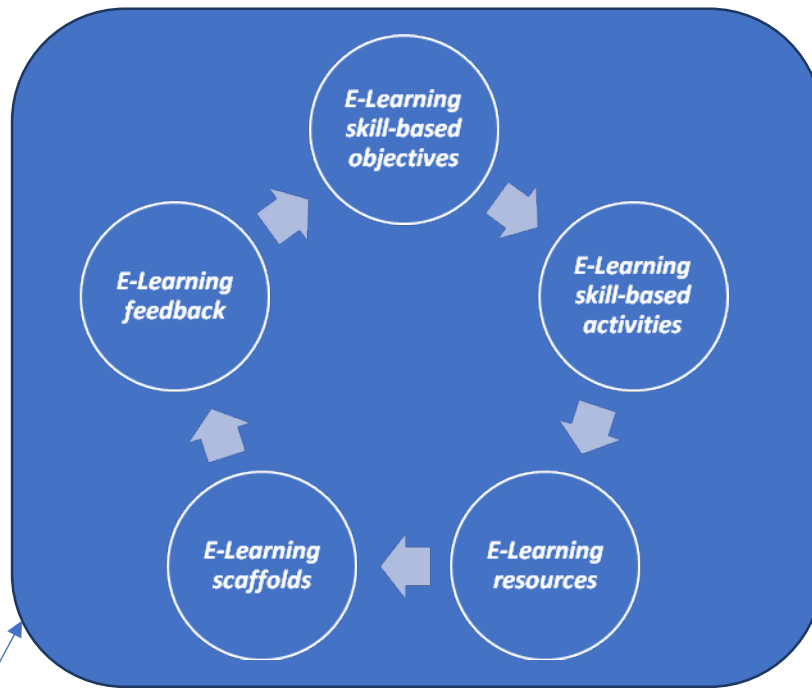 E-Learning
skill-based
objectives
E-Learning
skill-based
activities
E-Learning
resources
E-Learning
scaffolds
E-Learning
feedback